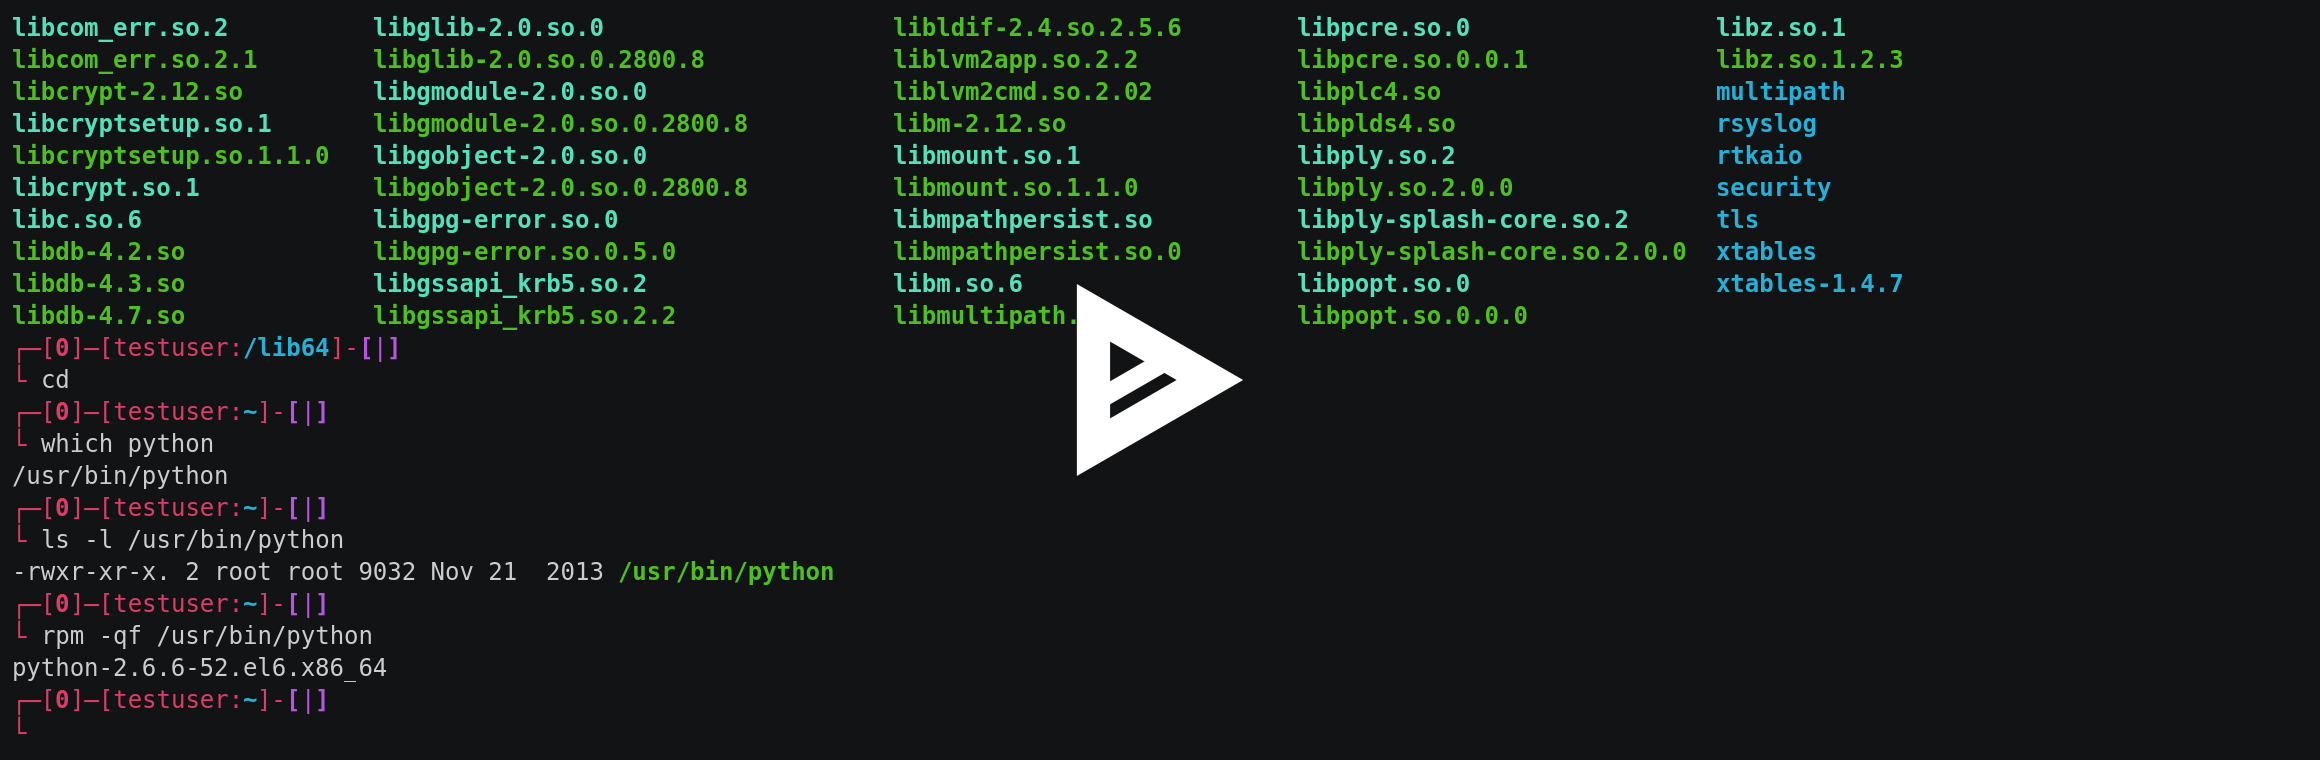 libcom_err.so.2 libglib-2.0.so.0 libldif-2.4.so.2.5.6 libpcre.so.0 libz.so.1
libcom_err.so.2.1 libglib-2.0.so.0.2800.8 liblvm2app.so.2.2 libpcre.so.0.0.1 libz.so.1.2.3
libcrypt-2.12.so libgmodule-2.0.so.0 liblvm2cmd.so.2.02 libplc4.so multipath
libcryptsetup.so.1 libgmodule-2.0.so.0.2800.8 libm-2.12.so libplds4.so rsyslog
libcryptsetup.so.1.1.0 libgobject-2.0.so.0 libmount.so.1 libply.so.2 rtkaio
libcrypt.so.1 libgobject-2.0.so.0.2800.8 libmount.so.1.1.0 libply.so.2.0.0 security
libc.so.6 libgpg-error.so.0 libmpathpersist.so libply-splash-core.so.2 tls
libdb-4.2.so libgpg-error.so.0.5.0 libmpathpersist.so.0 libply-splash-core.so.2.0.0 xtables
libdb-4.3.so libgssapi_krb5.so.2 libm.so.6 libpopt.so.0 xtables-1.4.7
libdb-4.7.so libgssapi_krb5.so.2.2 libmultipath. libpopt.so.0.0.0
┌─[0]─[testuser:/lib64]-[|]
└ cd
┌─[0]─[testuser:~]-[|]
└ which python
/usr/bin/python
┌─[0]─[testuser:~]-[|]
└ ls -l /usr/bin/python
-rwxr-xr-x. 2 root root 9032 Nov 21  2013 /usr/bin/python
┌─[0]─[testuser:~]-[|]
└ rpm -qf /usr/bin/python
python-2.6.6-52.el6.x86_64
┌─[0]─[testuser:~]-[|]
└